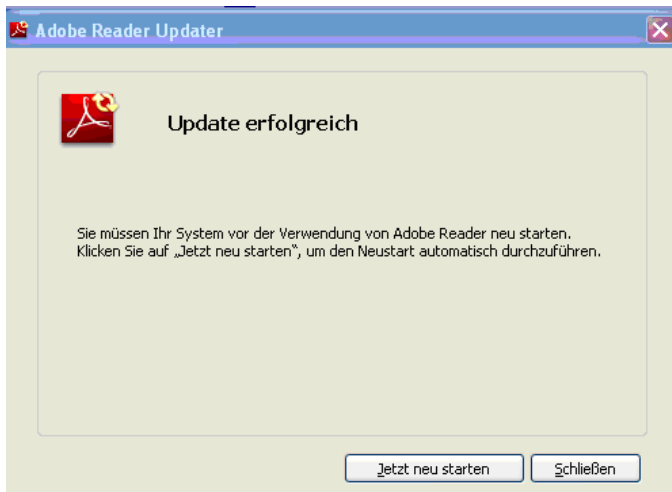 Adobe Reader Updater
Update erfolgreich
Sie müssen Ihr System vor der Verwendung von Adobe Reader neu starten.
Klicken Sie auf „Jetzt neu starten“, um den Neustart automatisch durchzuführen.
Jetzt neu starten
Schließen